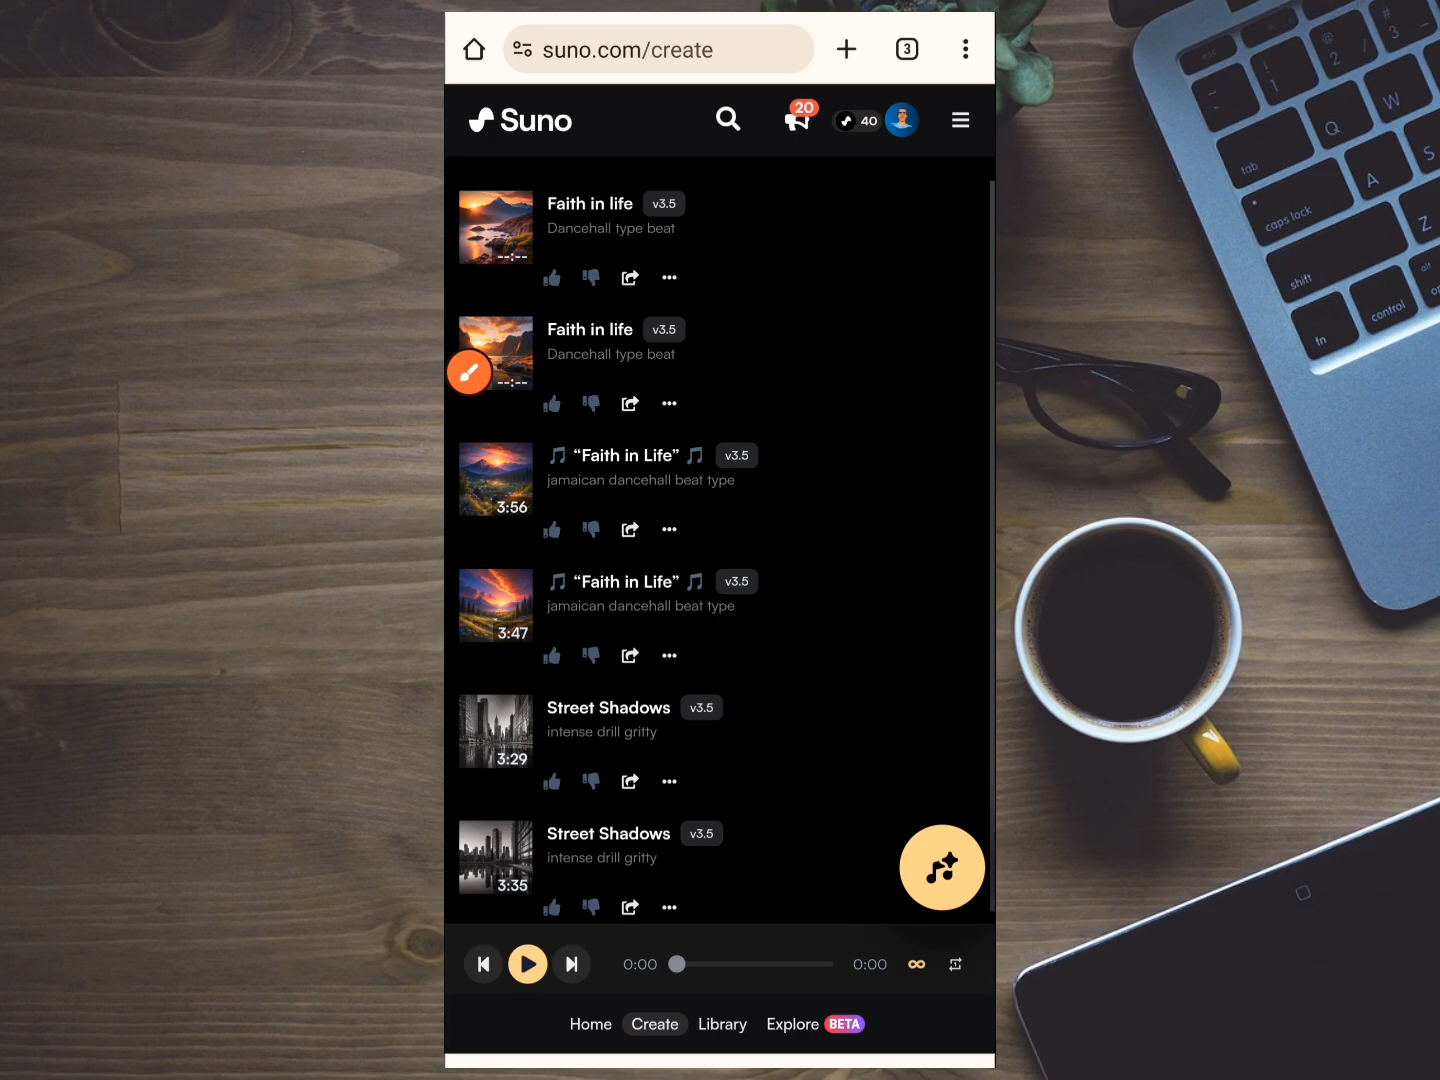 suno.com/create
3
Suno
20
40
Faith in life v3.5
Dancehall type beat
--:--
Faith in life v3.5
Dancehall type beat
--:--
🎵 “Faith in Life” 🎵 v3.5
jamaican dancehall beat type
3:56
🎵 “Faith in Life” 🎵 v3.5
jamaican dancehall beat type
3:47
Street Shadows v3.5
intense drill gritty
3:29
Street Shadows v3.5
intense drill gritty
3:35
0:00 0:00
Home Create Library Explore BETA
esc
! 1
@ 2
# 3
~
tab
Q
W
caps lock
A
S
shift
Z
fn
control
alt